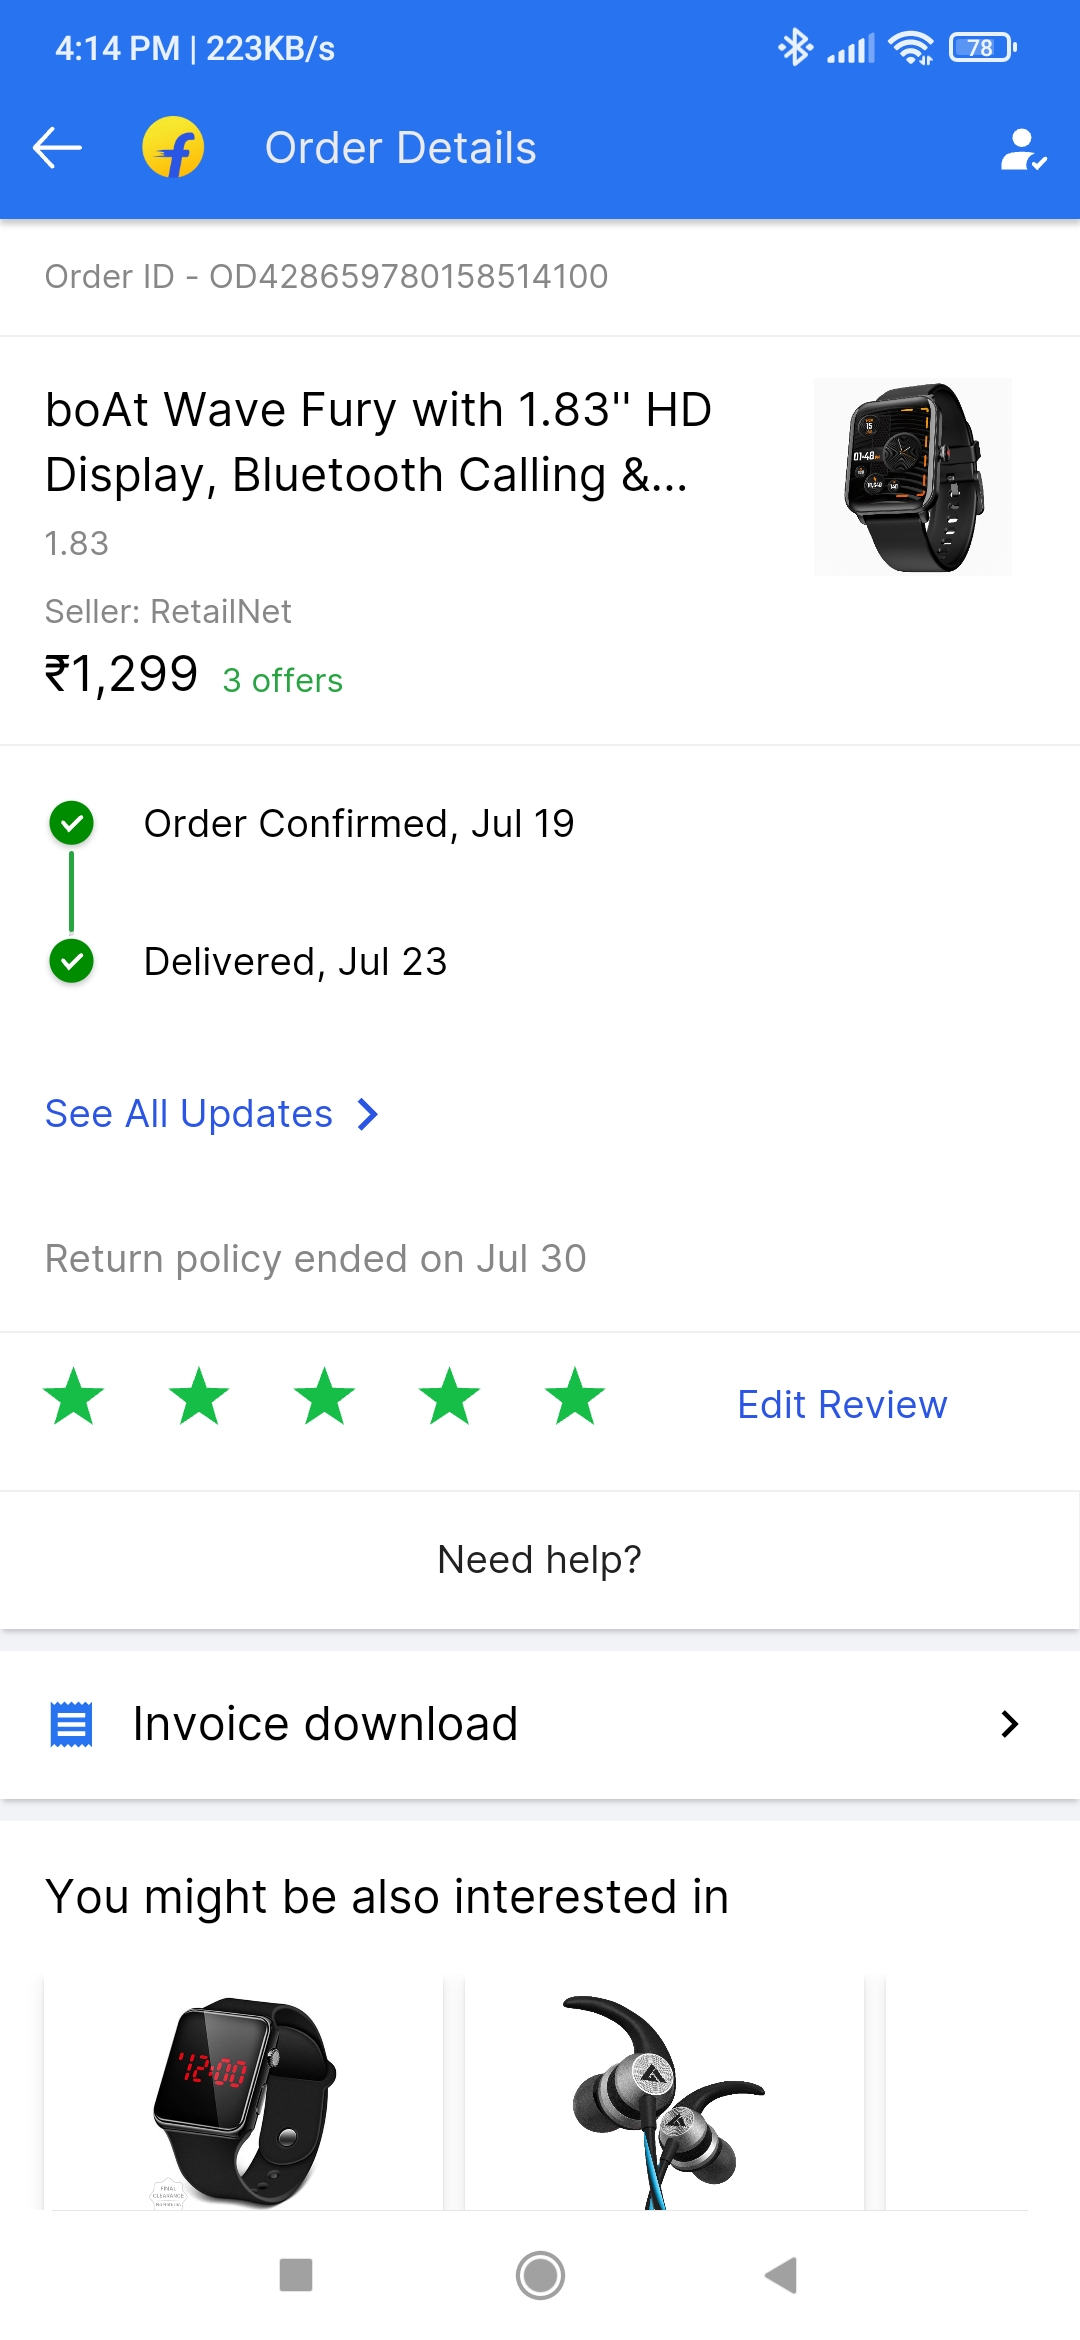 4:14 PM | 223KB/s
78
Order Details
Order ID - OD428659780158514100
boAt Wave Fury with 1.83'' HD
Display, Bluetooth Calling &...
1.83
Seller: RetailNet
₹1,299 3 offers
Order Confirmed, Jul 19
Delivered, Jul 23
See All Updates
Return policy ended on Jul 30
Edit Review
Need help?
Invoice download
You might be also interested in
12:00
FINAL
CLEARANCE